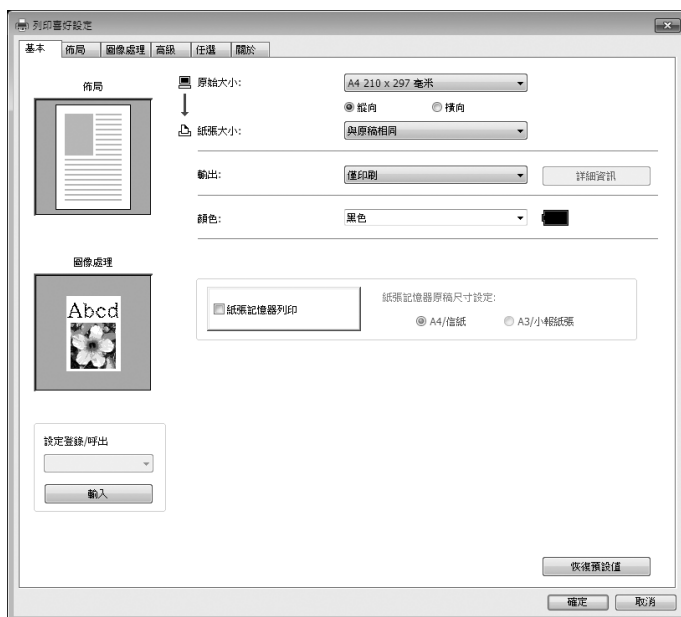 列印喜好設定
基本 佈局 圖像處理 高級 任選 關於
佈局
原始大小: A4 210 x 297 毫米
縱向 橫向
紙張大小: 與原稿相同
輸出: 僅印刷 詳細資訊
顏色: 黑色
圖像處理
Abcd
紙張記憶器列印
紙張記憶器原稿尺寸設定:
A4/信紙 A3/小報紙張
設定登錄/呼出
輸入
恢復預設值
確定 取消